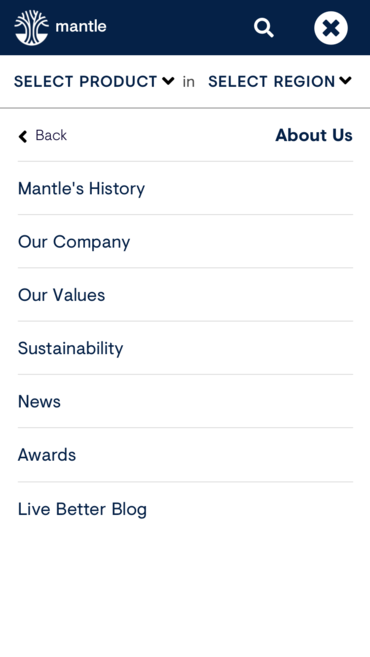 mantle
SELECT PRODUCT in SELECT REGION
Back About Us
Mantle's History
Our Company
Our Values
Sustainability
News
Awards
Live Better Blog